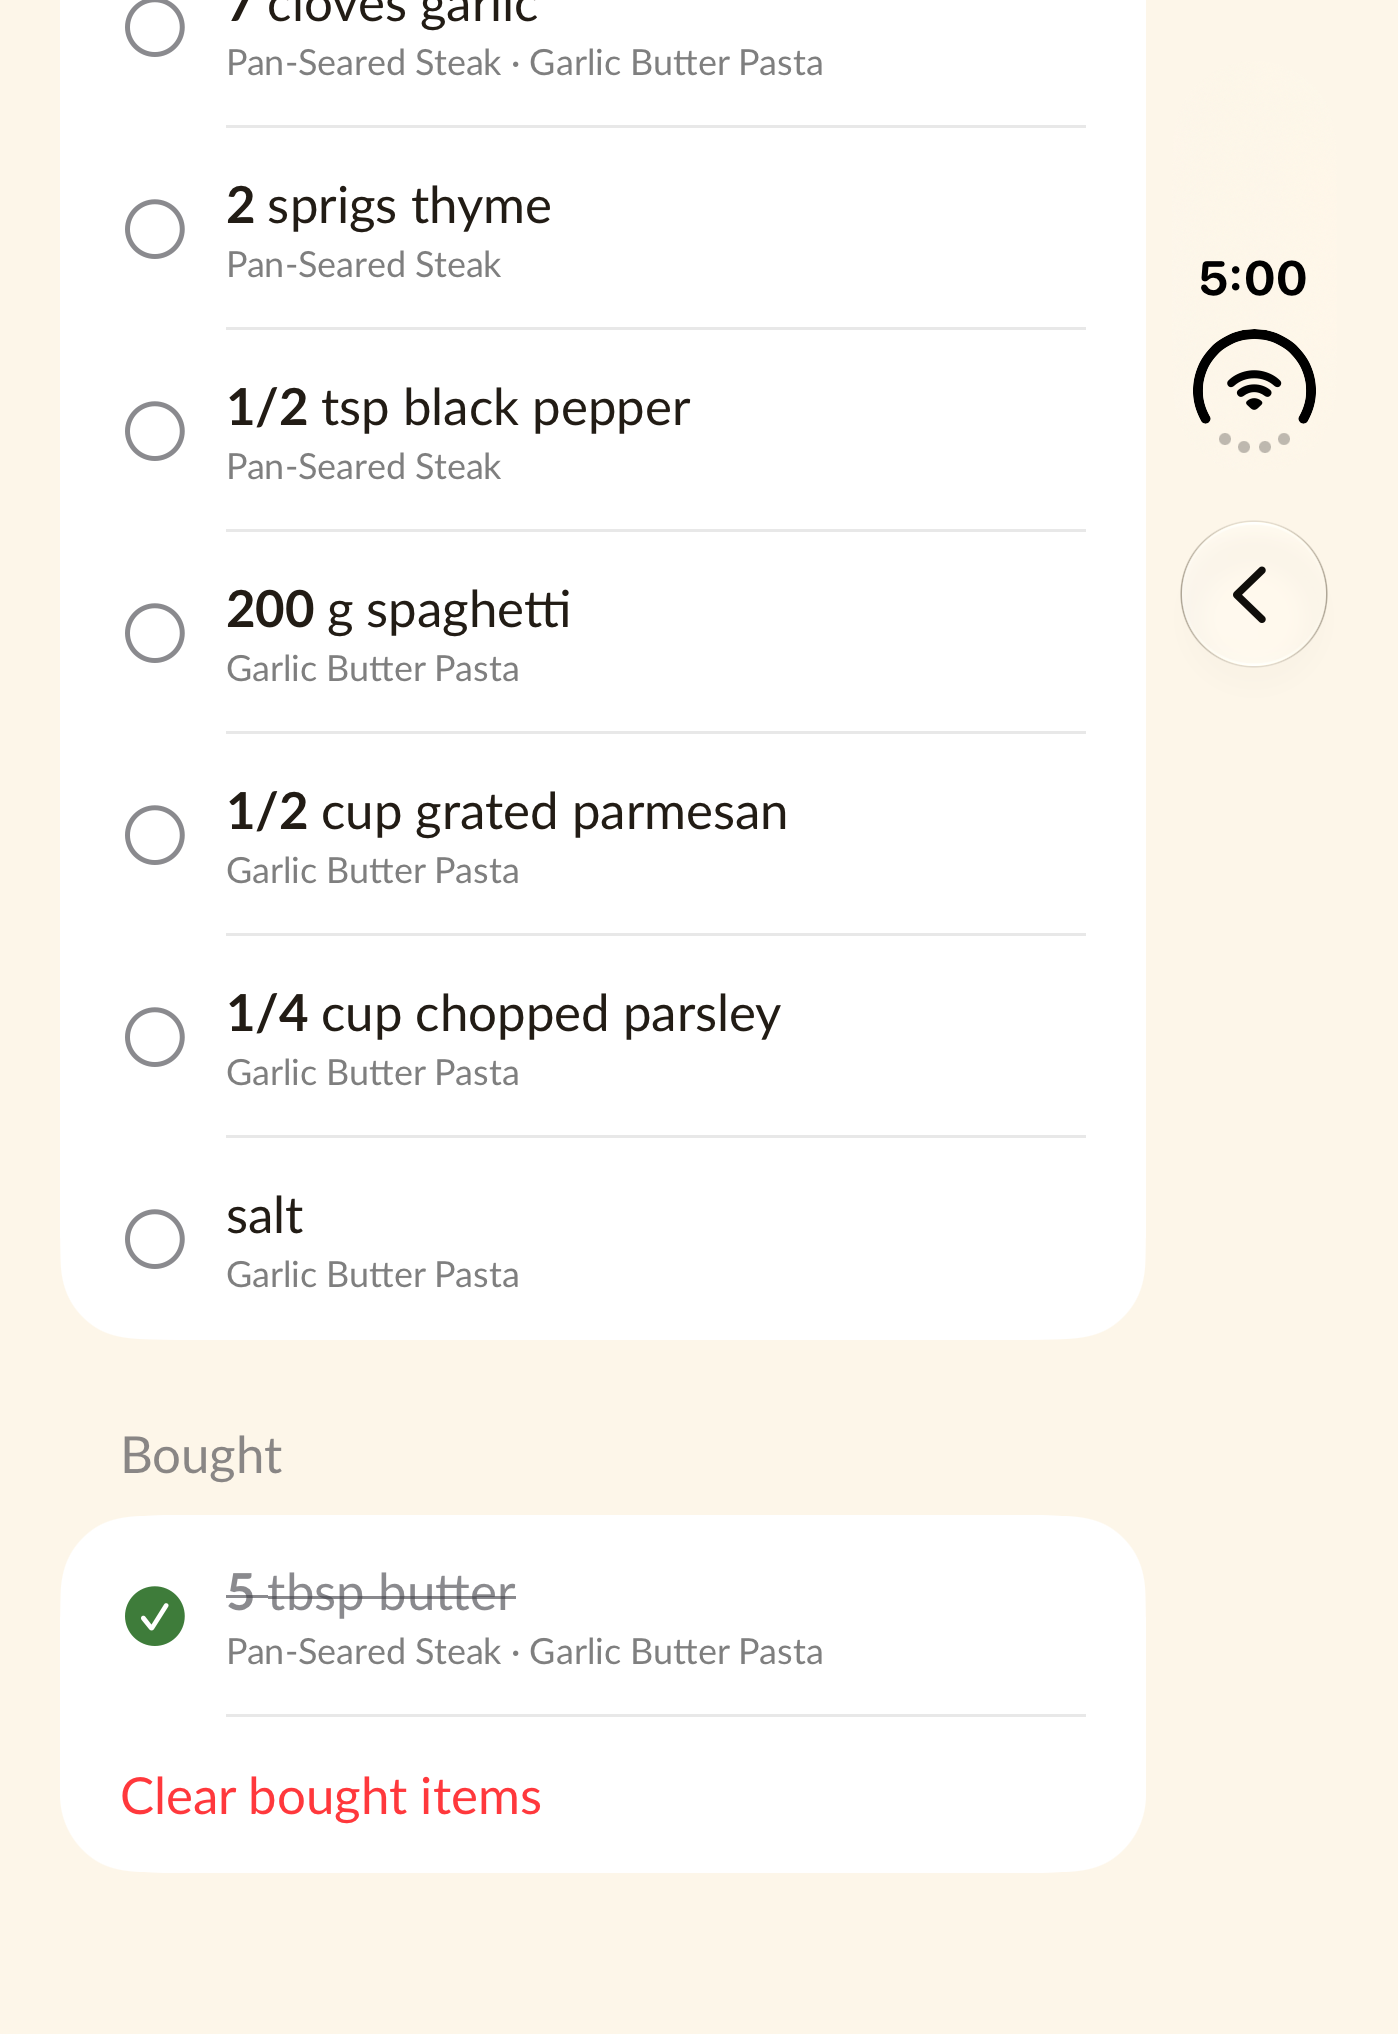 7 cloves garlic
Pan-Seared Steak · Garlic Butter Pasta
2 sprigs thyme
Pan-Seared Steak
1/2 tsp black pepper
Pan-Seared Steak
200 g spaghetti
Garlic Butter Pasta
1/2 cup grated parmesan
Garlic Butter Pasta
1/4 cup chopped parsley
Garlic Butter Pasta
salt
Garlic Butter Pasta
Bought
5 tbsp butter
Pan-Seared Steak · Garlic Butter Pasta
Clear bought items
5:00